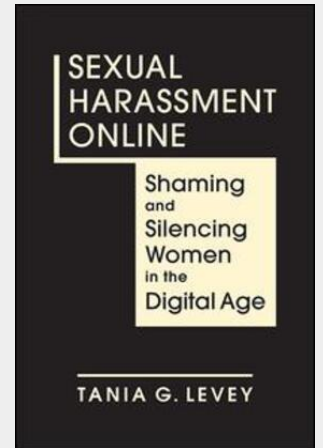 SEXUAL
HARASSMENT
ONLINE
Shaming
and
Silencing
Women
in the
Digital Age
TANIA G. LEVEY